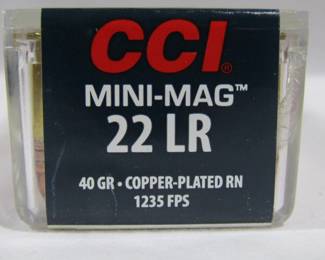 CCI®
MINI-MAG™
22 LR
40 GR • COPPER-PLATED RN
1235 FPS